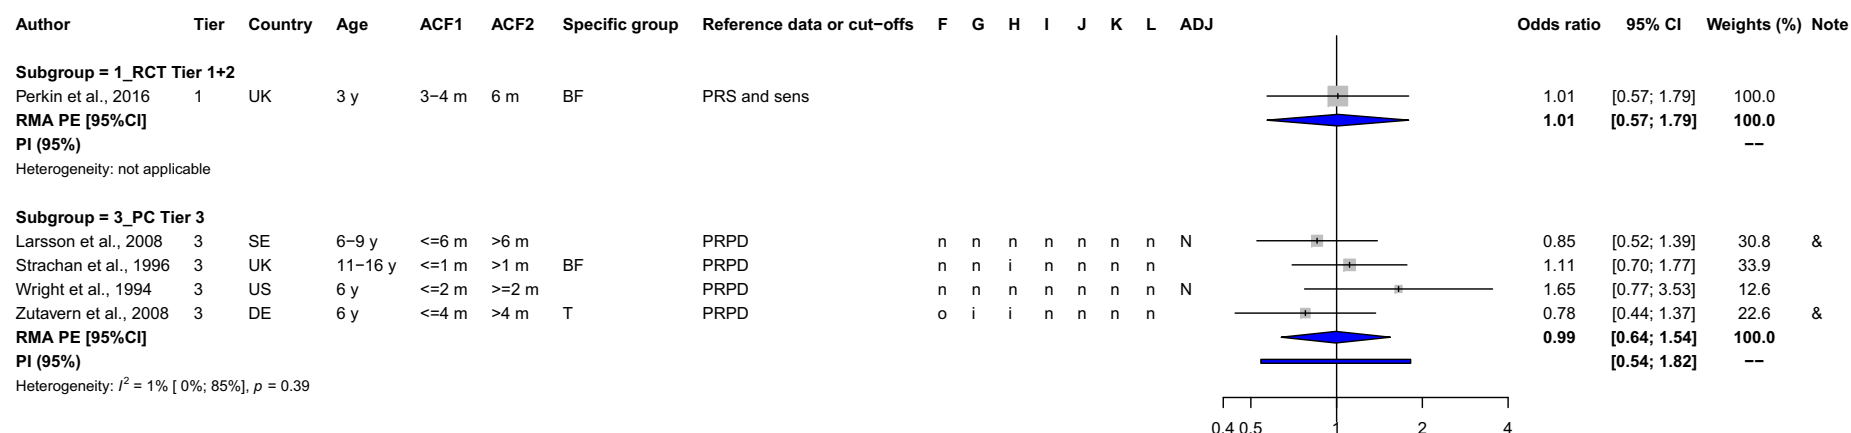 Author Tier Country Age ACF1 ACF2 Specific group Reference data or cut−offs F G H I J K L ADJ Odds ratio 95% CI Weights (%) Note
Subgroup = 1_RCT Tier 1+2
Perkin et al., 2016 1 UK 3 y 3−4 m 6 m BF PRS and sens 1.01 [0.57; 1.79] 100.0
RMA PE [95%CI] 1.01 [0.57; 1.79] 100.0
PI (95%) −−
Heterogeneity: not applicable
Subgroup = 3_PC Tier 3
Larsson et al., 2008 3 SE 6−9 y <=6 m >6 m PRPD n n n n n n n N 0.85 [0.52; 1.39] 30.8 &
Strachan et al., 1996 3 UK 11−16 y <=1 m >1 m BF PRPD n n i n n n n 1.11 [0.70; 1.77] 33.9
Wright et al., 1994 3 US 6 y <=2 m >=2 m PRPD n n n n n n n N 1.65 [0.77; 3.53] 12.6
Zutavern et al., 2008 3 DE 6 y <=4 m >4 m T PRPD o i i n n n n 0.78 [0.44; 1.37] 22.6 &
RMA PE [95%CI] 0.99 [0.64; 1.54] 100.0
PI (95%) [0.54; 1.82] −−
Heterogeneity: I² = 1% [ 0%; 85%], p = 0.39
0.4 0.5 1 2 4